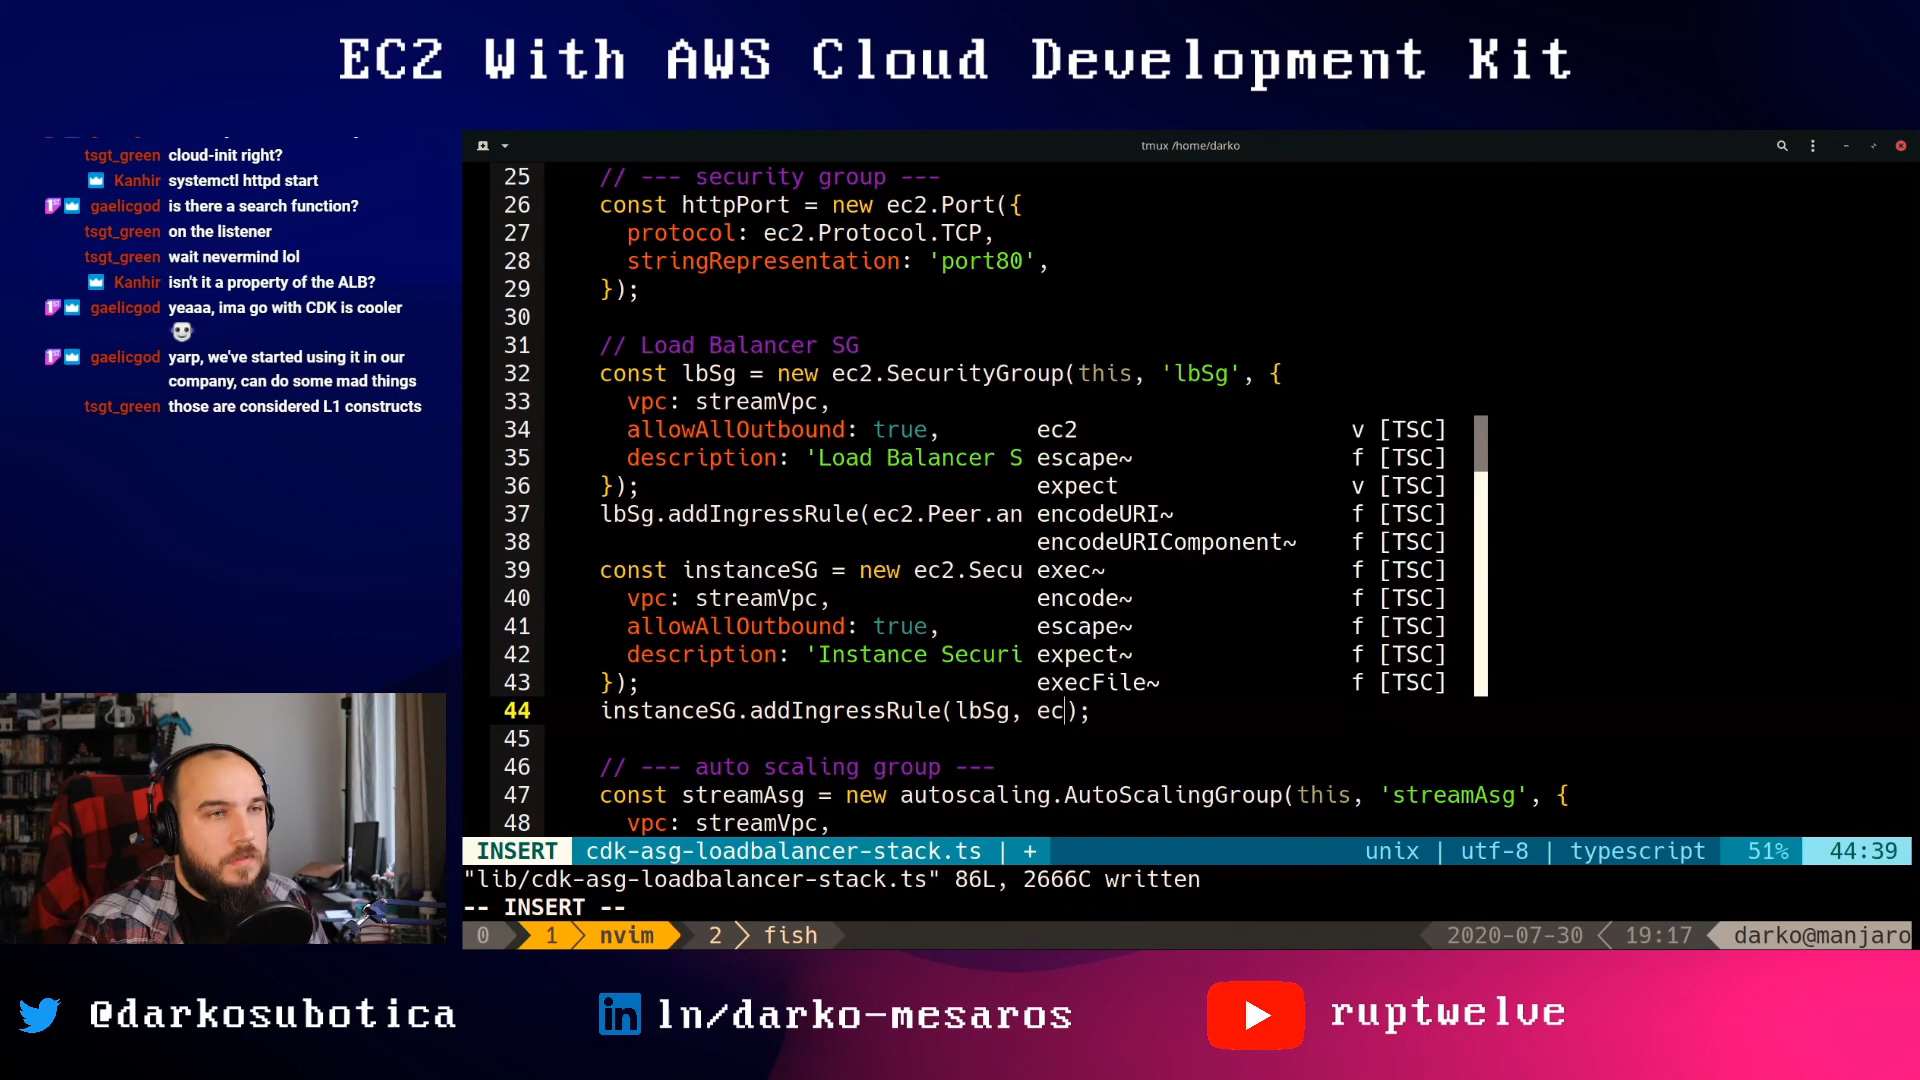 EC2 With AWS Cloud Development Kit
tsgt_green cloud-init right?
Kanhir systemctl httpd start
gaelicgod is there a search function?
tsgt_green on the listener
tsgt_green wait nevermind lol
Kanhir isn't it a property of the ALB?
gaelicgod yeaaa, ima go with CDK is cooler
gaelicgod yarp, we've started using it in our
company, can do some mad things
tsgt_green those are considered L1 constructs
tmux /home/darko
25 // --- security group ---
26 const httpPort = new ec2.Port({
27 protocol: ec2.Protocol.TCP,
28 stringRepresentation: 'port80',
29 });
30
31 // Load Balancer SG
32 const lbSg = new ec2.SecurityGroup(this, 'lbSg', {
33 vpc: streamVpc,
34 allowAllOutbound: true, ec2 v [TSC]
35 description: 'Load Balancer S escape~ f [TSC]
36 }); expect v [TSC]
37 lbSg.addIngressRule(ec2.Peer.an encodeURI~ f [TSC]
38 encodeURIComponent~ f [TSC]
39 const instanceSG = new ec2.Secu exec~ f [TSC]
40 vpc: streamVpc, encode~ f [TSC]
41 allowAllOutbound: true, escape~ f [TSC]
42 description: 'Instance Securi expect~ f [TSC]
43 }); execFile~ f [TSC]
44 instanceSG.addIngressRule(lbSg, ec);
45
46 // --- auto scaling group ---
47 const streamAsg = new autoscaling.AutoScalingGroup(this, 'streamAsg', {
48 vpc: streamVpc,
INSERT cdk-asg-loadbalancer-stack.ts | + unix | utf-8 | typescript 51% 44:39
"lib/cdk-asg-loadbalancer-stack.ts" 86L, 2666C written
-- INSERT --
0 1 nvim 2 fish 2020-07-30 19:17 darko@manjaro
@darkosubotica in ln/darko-mesaros ruptwelve